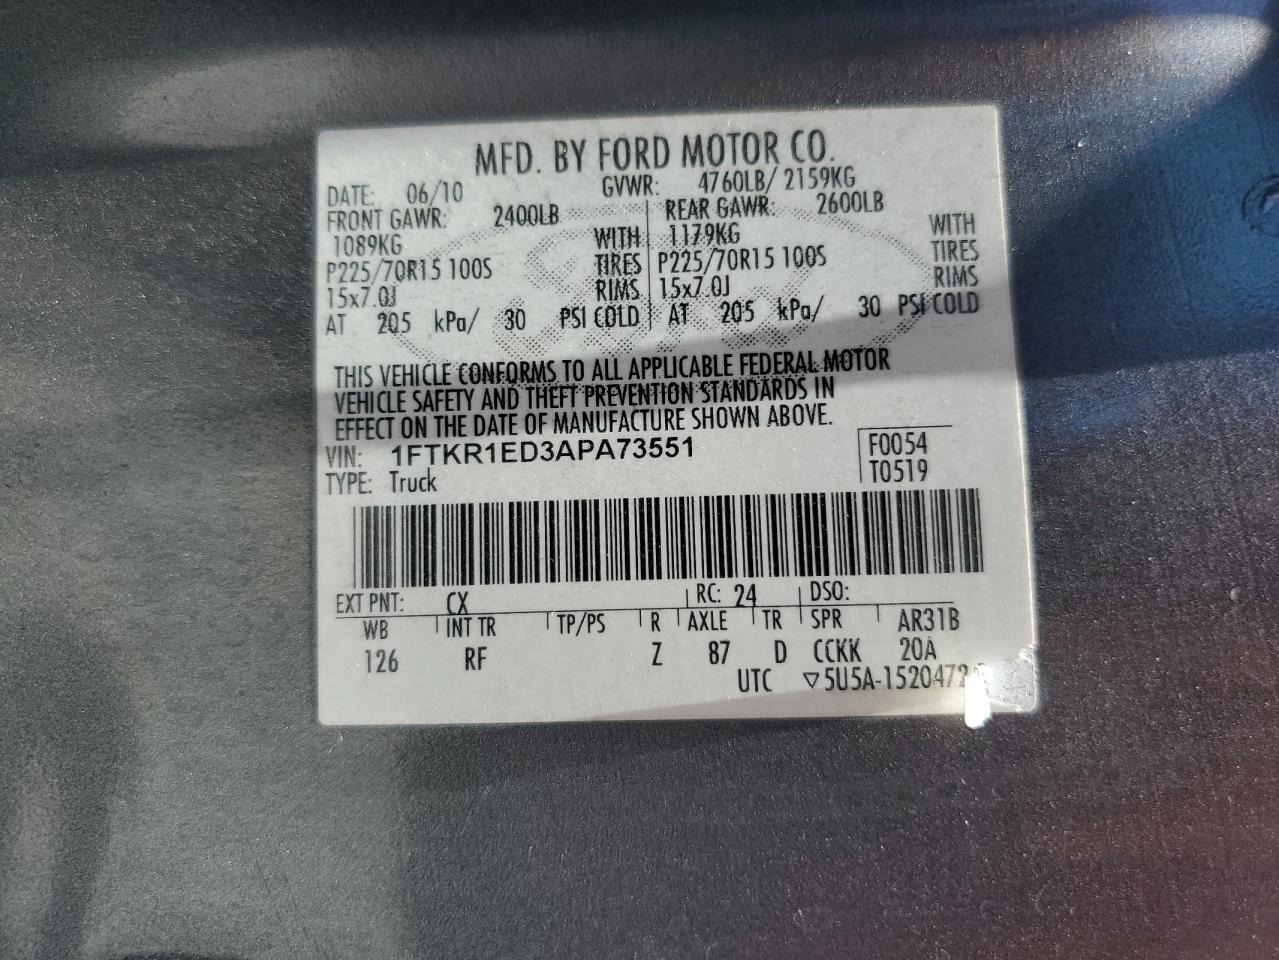 MFD. BY FORD MOTOR CO.
DATE: 06/10 GVWR: 4760LB/ 2159KG
FRONT GAWR: 2400LB REAR GAWR: 2600LB
1089KG WITH 1179KG WITH
P225/70R15 100S TIRES P225/70R15 100S TIRES
15x7.0J RIMS 15x7.0J RIMS
AT 205 kPa/ 30 PSI COLD AT 205 kPa/ 30 PSI COLD
THIS VEHICLE CONFORMS TO ALL APPLICABLE FEDERAL MOTOR
VEHICLE SAFETY AND THEFT PREVENTION STANDARDS IN
EFFECT ON THE DATE OF MANUFACTURE SHOWN ABOVE.
VIN: 1FTKR1ED3APA73551 F0054
TYPE: Truck T0519
EXT PNT: CX RC: 24 DSO:
WB INT TR TP/PS R AXLE TR SPR AR31B
126 RF Z 87 D CCKK 20A
UTC